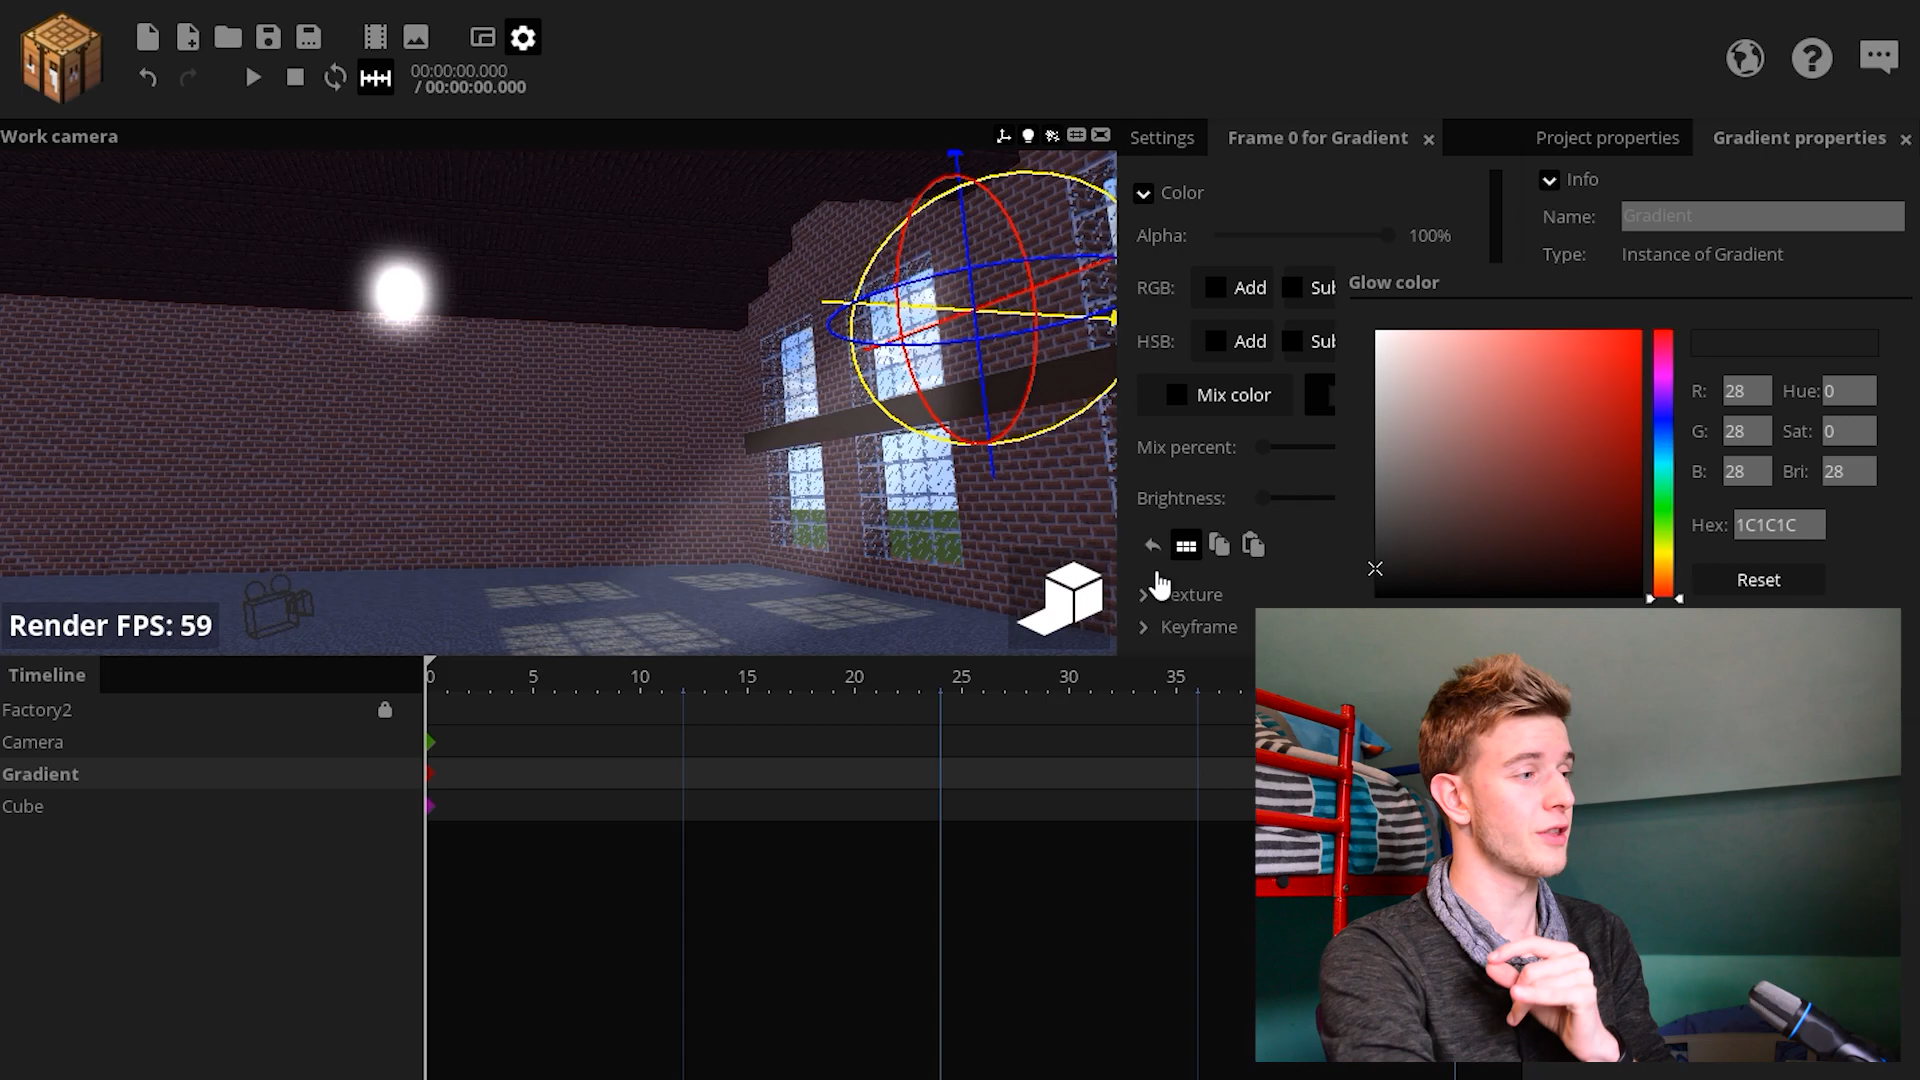 00:00:00.000
/ 00:00:00.000
Work camera
Settings
Frame 0 for Gradient
Project properties
Gradient properties
Color
Alpha: 100%
RGB: Add Sub
HSB: Add Sub
Mix color
Mix percent:
Brightness:
exture
Keyframe
Info
Name: Gradient
Type: Instance of Gradient
Glow color
R: 28 Hue: 0
G: 28 Sat: 0
B: 28 Bri: 28
Hex: 1C1C1C
Reset
Render FPS: 59
Timeline
0 5 10 15 20 25 30 35
Factory2
Camera
Gradient
Cube